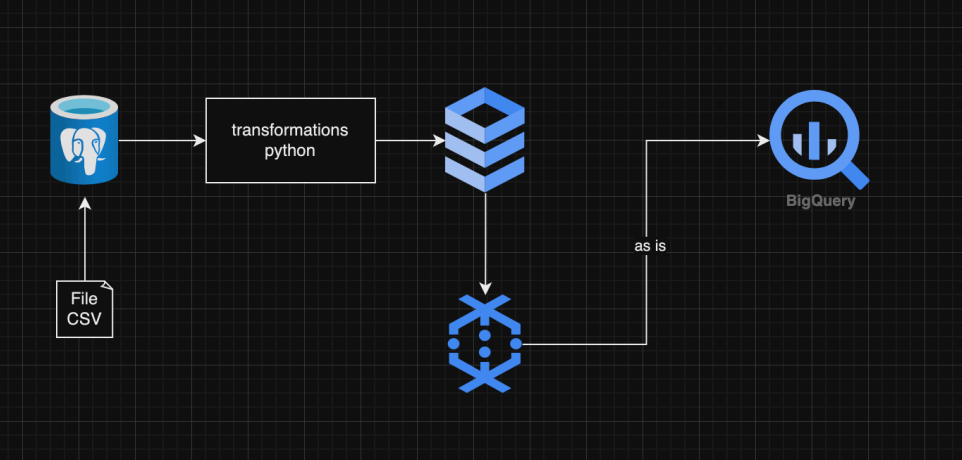 transformations
python
BigQuery
as is
File
CSV